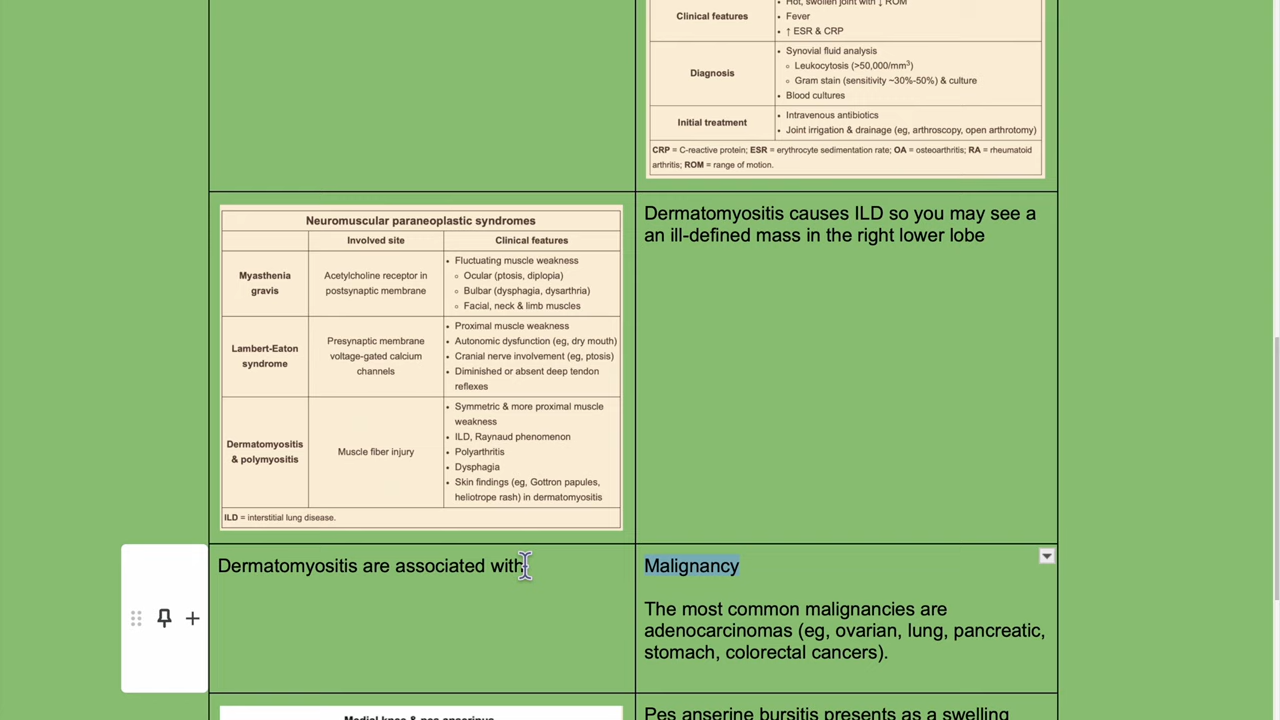 Hot, swollen joint with ↓ ROM
Clinical features
• Fever
• ↑ ESR & CRP
• Synovial fluid analysis
◦ Leukocytosis (>50,000/mm³)
Diagnosis
◦ Gram stain (sensitivity ~30%-50%) & culture
• Blood cultures
Initial treatment
• Intravenous antibiotics
• Joint irrigation & drainage (eg, arthroscopy, open arthrotomy)
CRP = C-reactive protein; ESR = erythrocyte sedimentation rate; OA = osteoarthritis; RA = rheumatoid
arthritis; ROM = range of motion.
Neuromuscular paraneoplastic syndromes
Involved site
Clinical features
Myasthenia
gravis
Acetylcholine receptor in
postsynaptic membrane
• Fluctuating muscle weakness
◦ Ocular (ptosis, diplopia)
◦ Bulbar (dysphagia, dysarthria)
◦ Facial, neck & limb muscles
Lambert-Eaton
syndrome
Presynaptic membrane
voltage-gated calcium
channels
• Proximal muscle weakness
• Autonomic dysfunction (eg, dry mouth)
• Cranial nerve involvement (eg, ptosis)
• Diminished or absent deep tendon
reflexes
Dermatomyositis
& polymyositis
Muscle fiber injury
• Symmetric & more proximal muscle
weakness
• ILD, Raynaud phenomenon
• Polyarthritis
• Dysphagia
• Skin findings (eg, Gottron papules,
heliotrope rash) in dermatomyositis
ILD = interstitial lung disease.
Dermatomyositis causes ILD so you may see a
an ill-defined mass in the right lower lobe
Dermatomyositis are associated with
Malignancy
The most common malignancies are
adenocarcinomas (eg, ovarian, lung, pancreatic,
stomach, colorectal cancers).
Medial knee & pes anserinus
Pes anserine bursitis presents as a swelling